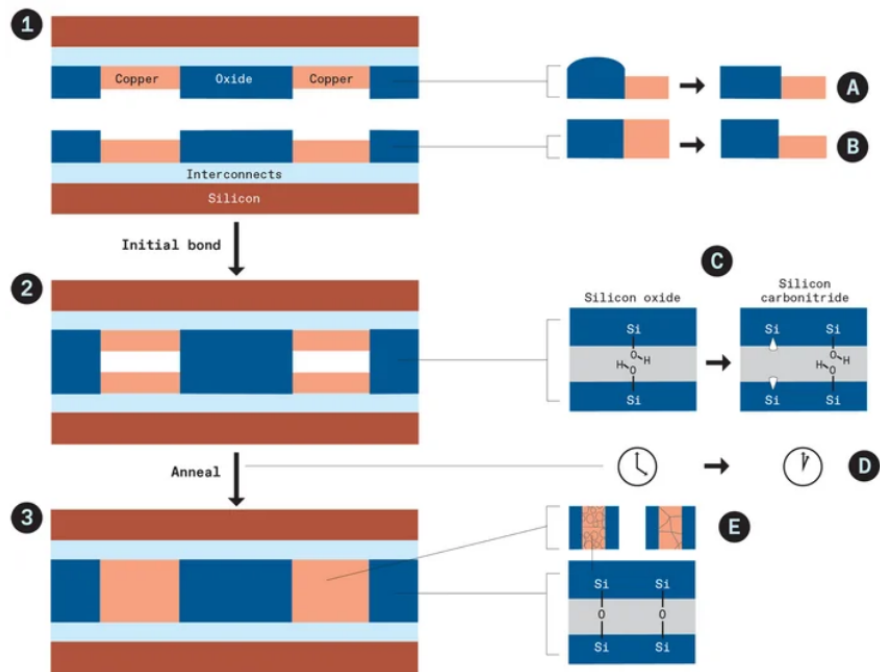 1
Copper
Oxide
Copper
A
B
Interconnects
Silicon
Initial bond
C
2
Silicon oxide
Silicon
carbonitride
Si
Si
Si
O
H
H
O
O
H
H
O
Si
Si
Si
Anneal
D
3
E
Si
Si
O
O
Si
Si